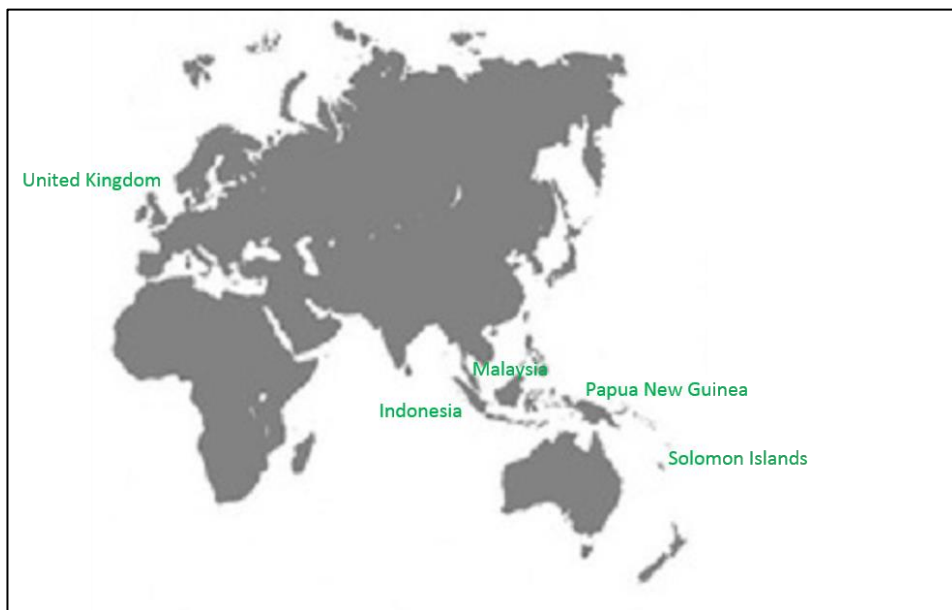 United Kingdom
Malaysia
Papua New Guinea
Indonesia
Solomon Islands